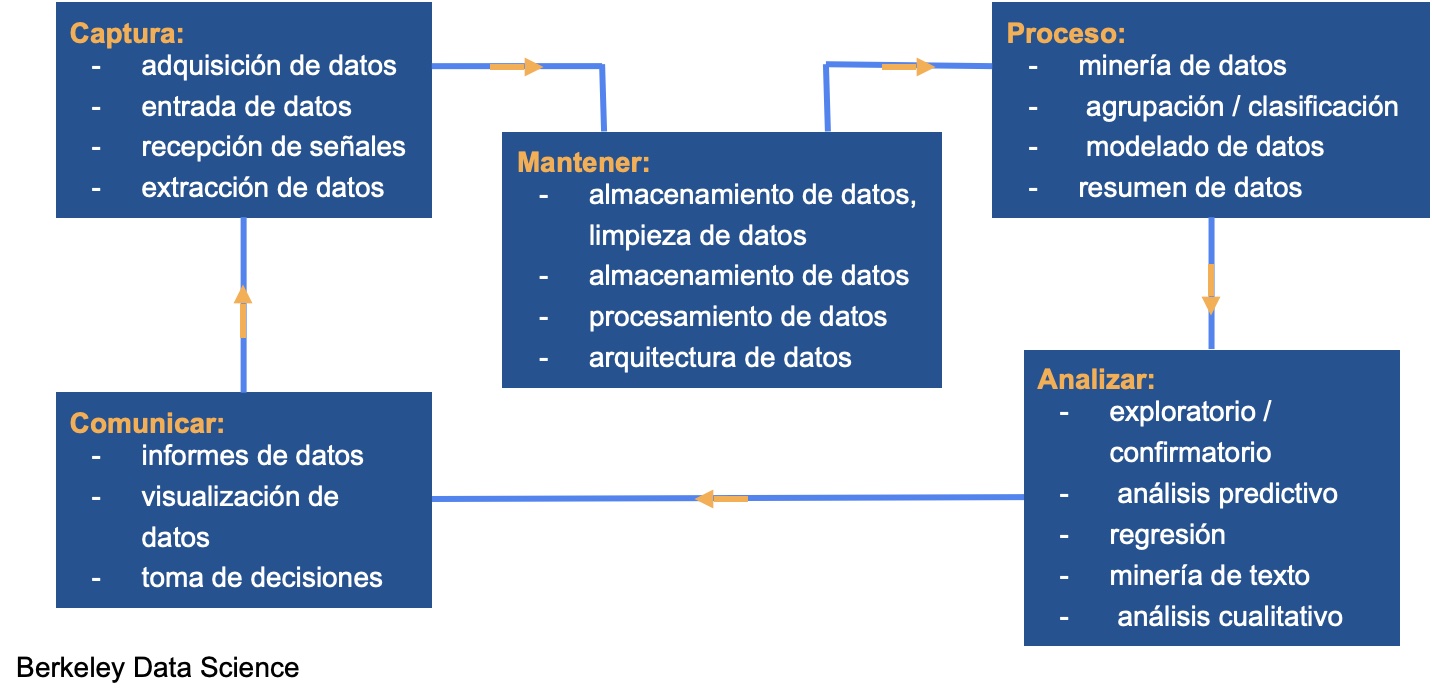 Captura:
- adquisición de datos
- entrada de datos
- recepción de señales
- extracción de datos
Mantener:
- almacenamiento de datos,
limpieza de datos
- almacenamiento de datos
- procesamiento de datos
- arquitectura de datos
Proceso:
- minería de datos
- agrupación / clasificación
- modelado de datos
- resumen de datos
Analizar:
- exploratorio /
confirmatorio
- análisis predictivo
- regresión
- minería de texto
- análisis cualitativo
Comunicar:
- informes de datos
- visualización de
datos
- toma de decisiones
Berkeley Data Science